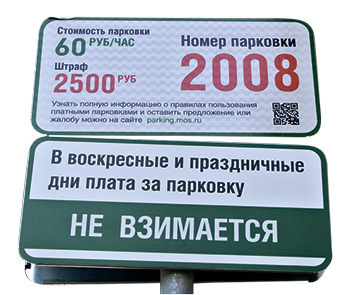 Стоимость парковки
60 РУБ/ЧАС
Штраф
2500 РУБ
Номер парковки
2008
Узнать полную информацию о правилах пользования
платными парковками и оставить предложение или
жалобу можно на сайте parking.mos.ru
В воскресные и праздничные
дни плата за парковку
НЕ ВЗИМАЕТСЯ